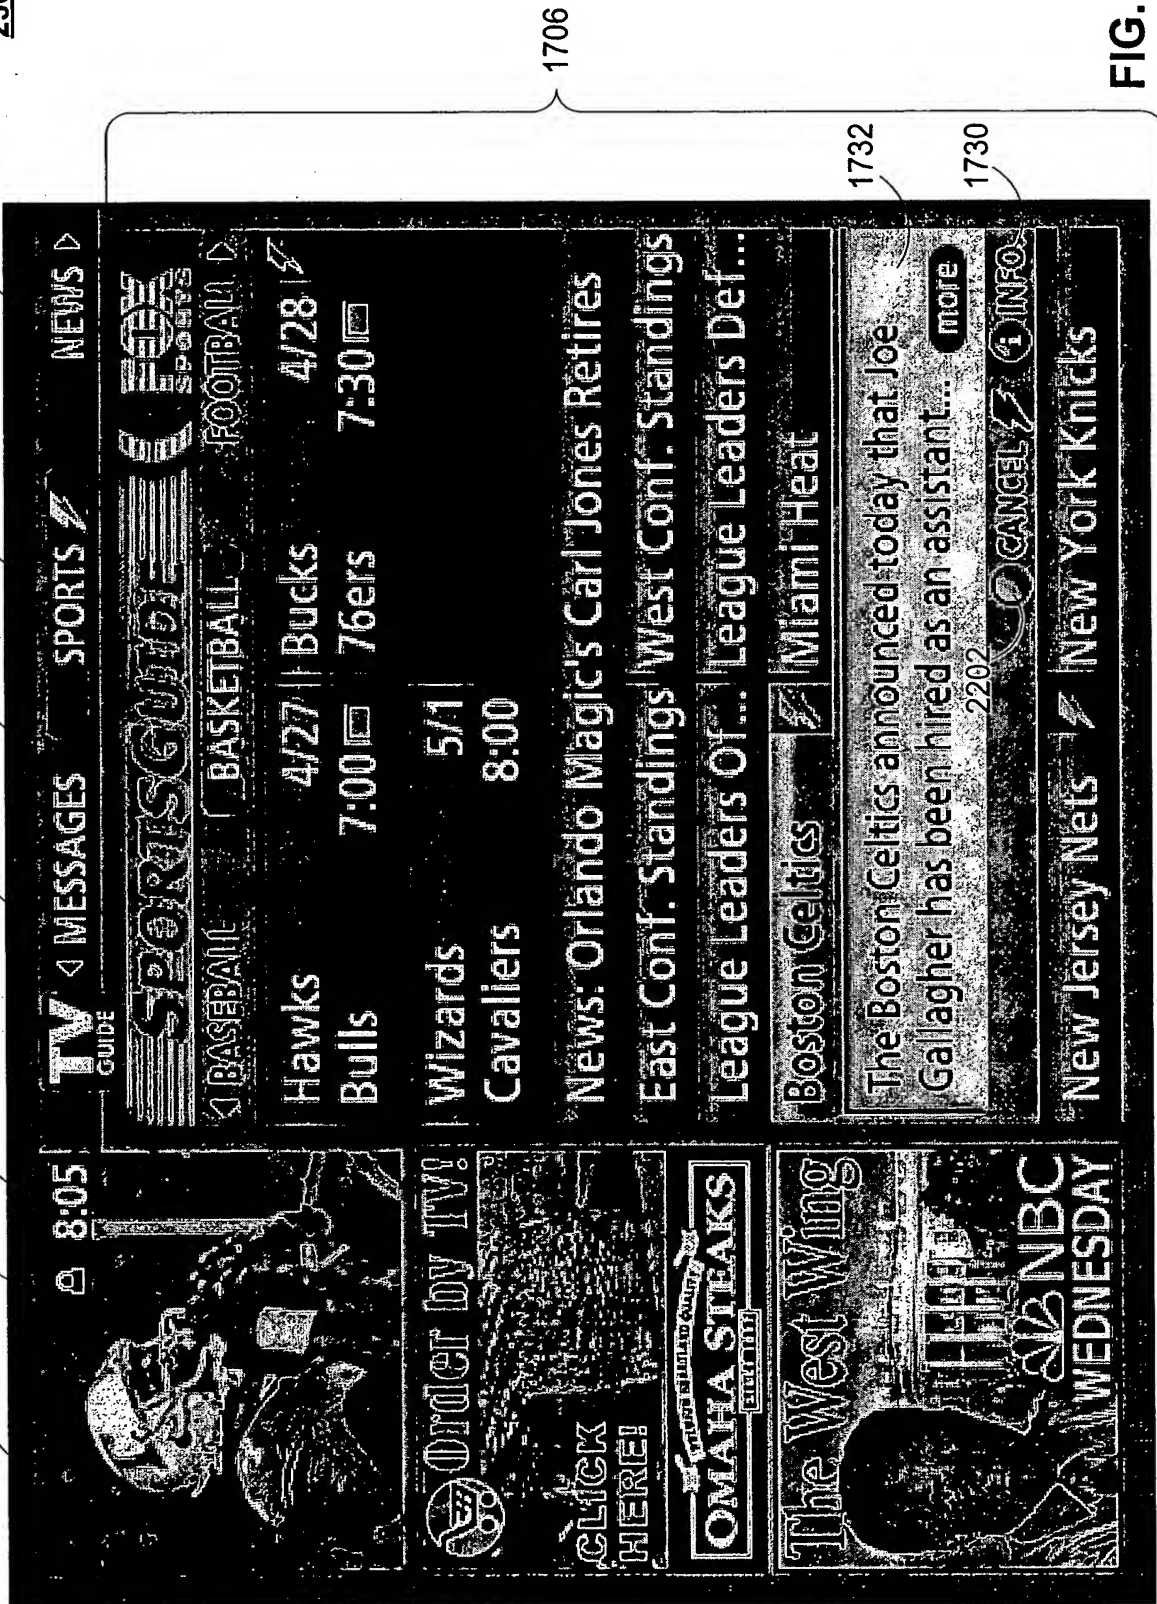 8:05
TV
GUIDE
MESSAGES
SPORTS
NEWS
SPORTSGUIDE
FOX
SPORTS
BASEBALL
BASKETBALL
FOOTBALL
Hawks 4/27
Bulls 7:00
Bucks 4/28
76ers 7:30
Wizards 5/1
Cavaliers 8:00
News: Orlando Magic's Carl Jones Retires
East Conf. Standings
West Conf. Standings
League Leaders Of...
League Leaders Def...
Boston Celtics
Miami Heat
The Boston Celtics announced today that Joe
Gallagher has been hired as an assistant...
more
2202
CANCEL
i INFO
New Jersey Nets
New York Knicks
Order by TV!
CLICK
HERE!
OMAHA STEAKS
SINCE 1917
The West Wing
NBC
WEDNESDAY
1706
1732
1730
FIG.